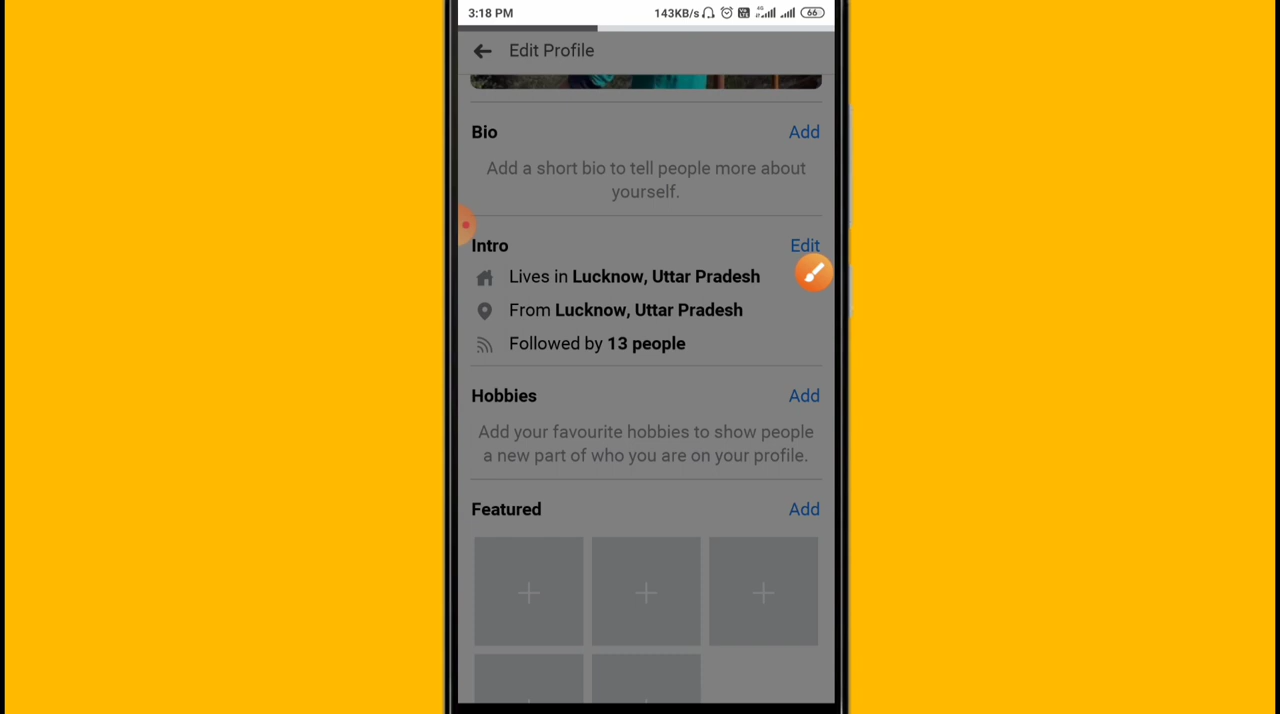 3:18 PM
143KB/s 4G 66
Edit Profile
Bio
Add
Add a short bio to tell people more about
yourself.
Intro
Edit
Lives in Lucknow, Uttar Pradesh
From Lucknow, Uttar Pradesh
Followed by 13 people
Hobbies
Add
Add your favourite hobbies to show people
a new part of who you are on your profile.
Featured
Add